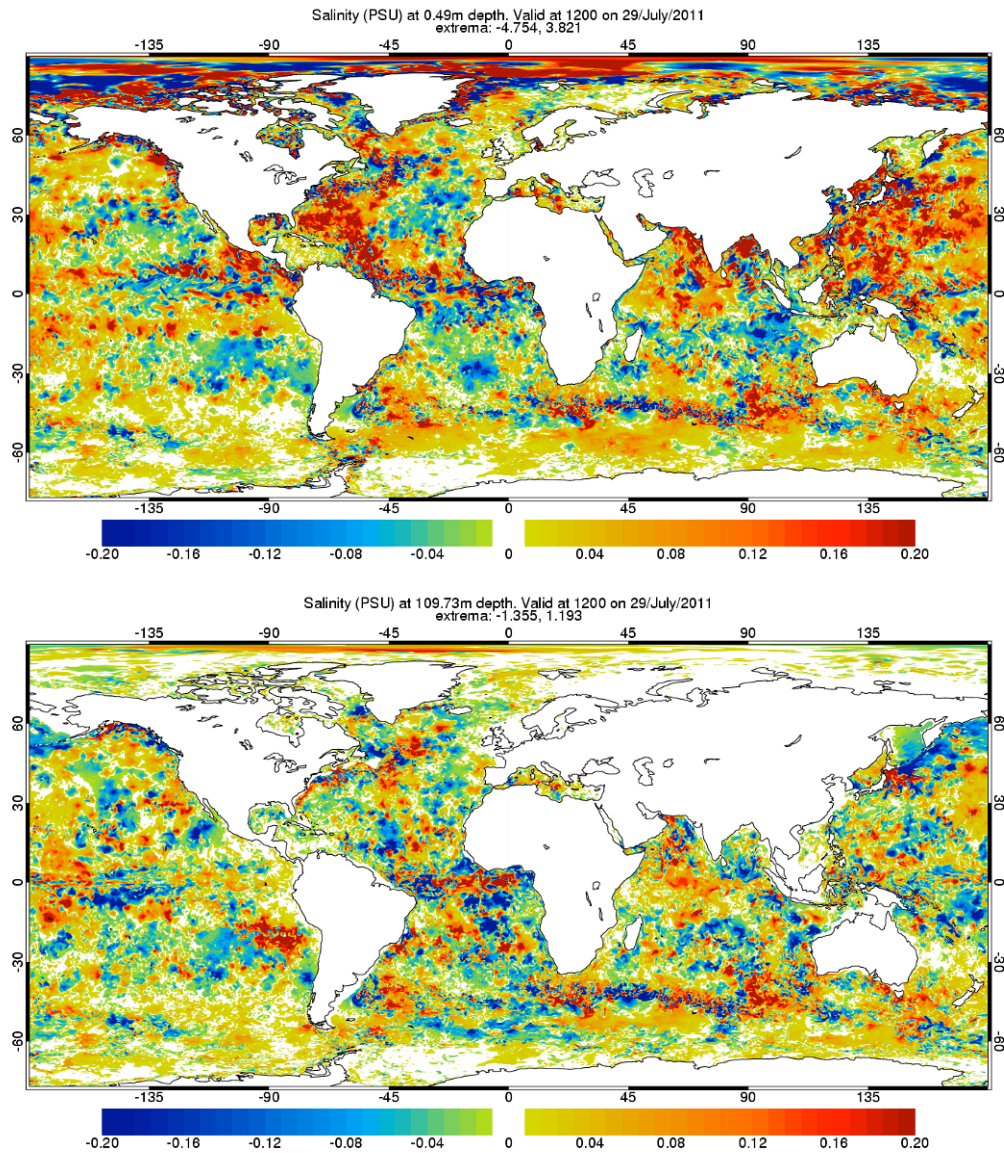 Salinity (PSU) at 0.49m depth. Valid at 1200 on 29/July/2011
extrema: -4.754, 3.821
-135 -90 -45 0 45 90 135
60 60
30 30
0 0
-30 -30
-60 -60
-135 -90 -45 0 45 90 135
-0.20 -0.16 -0.12 -0.08 -0.04 0 0.04 0.08 0.12 0.16 0.20
Salinity (PSU) at 109.73m depth. Valid at 1200 on 29/July/2011
extrema: -1.355, 1.193
-135 -90 -45 0 45 90 135
60 60
30 30
0 0
-30 -30
-60 -60
-135 -90 -45 0 45 90 135
-0.20 -0.16 -0.12 -0.08 -0.04 0 0.04 0.08 0.12 0.16 0.20